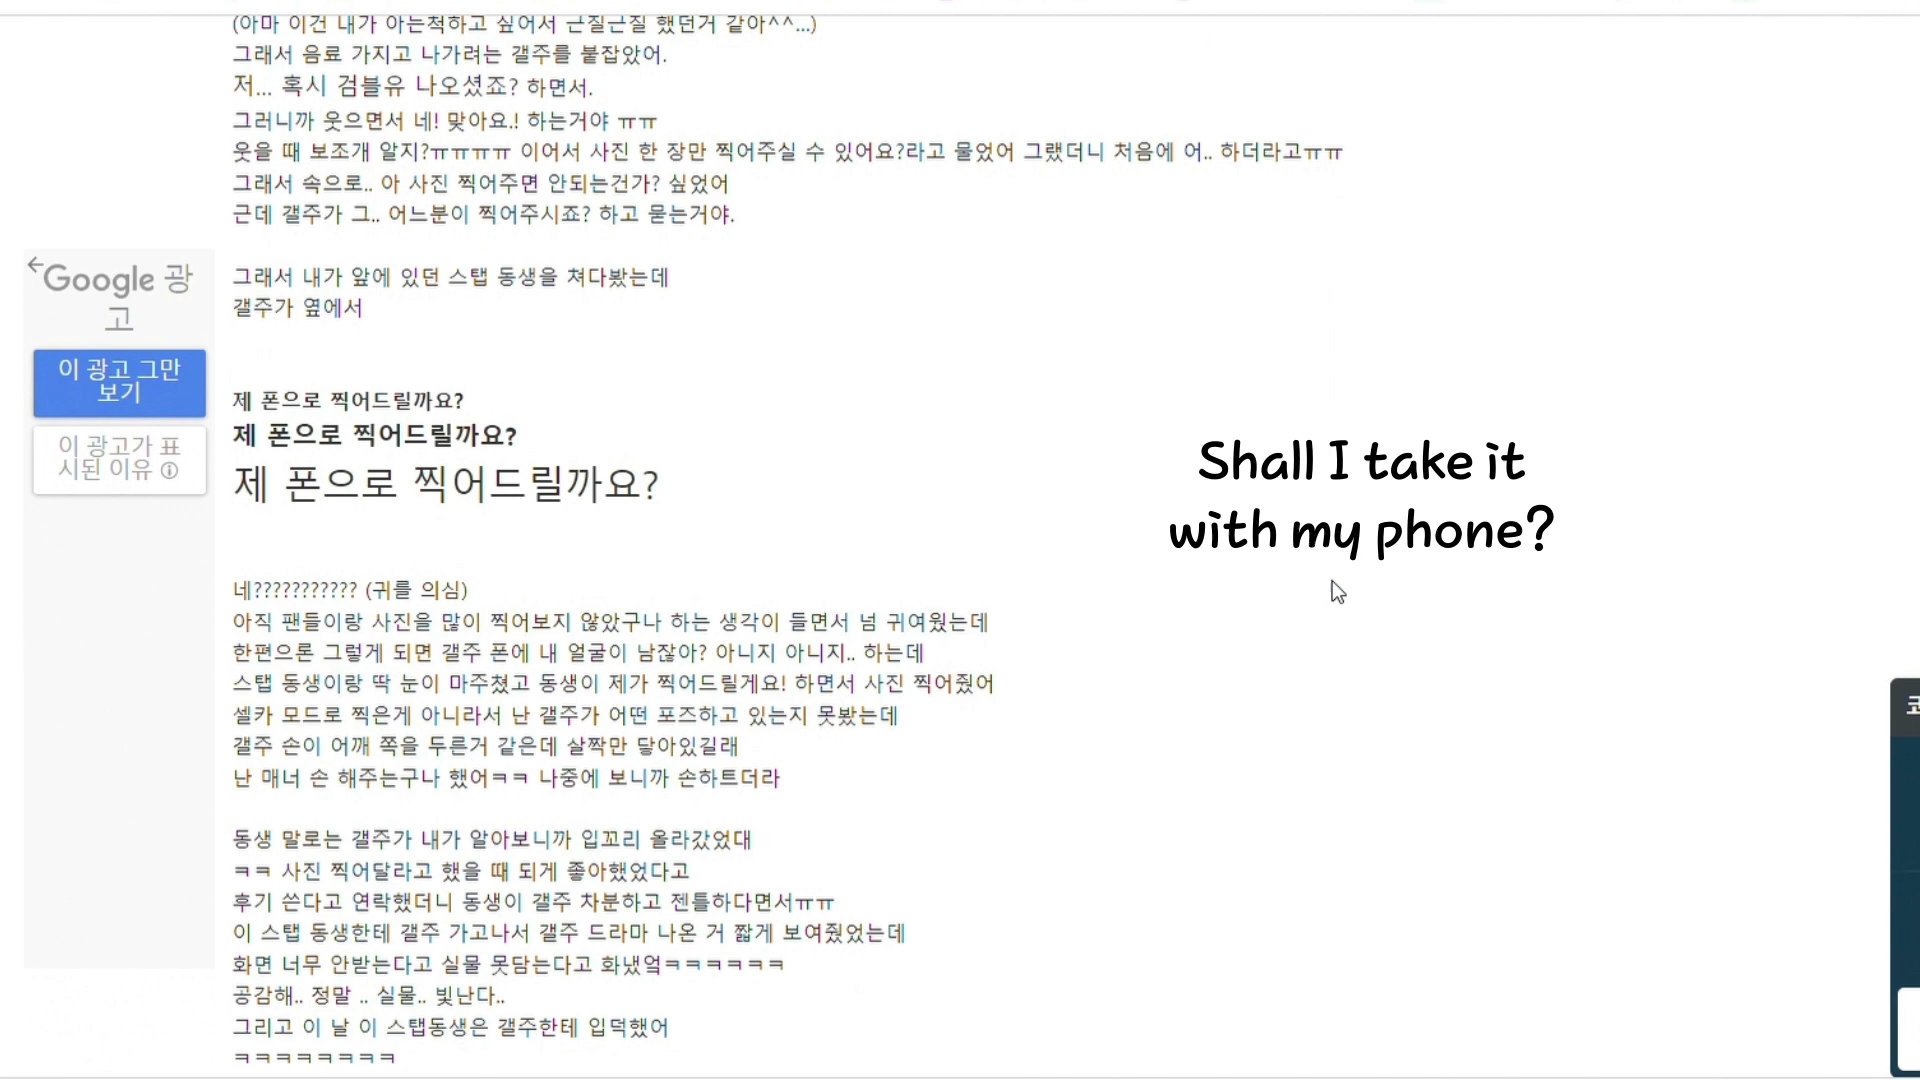 (아마 이건 내가 아는척하고 싶어서 근질근질 했던거 같아^^...)
그래서 음료 가지고 나가려는 갤주를 붙잡았어.
저... 혹시 검블유 나오셨죠? 하면서.
그러니까 웃으면서 네! 맞아요.! 하는거야 ㅠㅠ
웃을 때 보조개 알지?ㅠㅠㅠㅠ 이어서 사진 한 장만 찍어주실 수 있어요?라고 물었어 그랬더니 처음에 어.. 하더라고ㅠㅠ
그래서 속으로.. 아 사진 찍어주면 안되는건가? 싶었어
근데 갤주가 그.. 어느분이 찍어주시죠? 하고 묻는거야.
그래서 내가 앞에 있던 스탭 동생을 쳐다봤는데
갤주가 옆에서
제 폰으로 찍어드릴까요?
제 폰으로 찍어드릴까요?
제 폰으로 찍어드릴까요?
네??????????? (귀를 의심)
아직 팬들이랑 사진을 많이 찍어보지 않았구나 하는 생각이 들면서 넘 귀여웠는데
한편으론 그렇게 되면 갤주 폰에 내 얼굴이 남잖아? 아니지 아니지.. 하는데
스탭 동생이랑 딱 눈이 마주쳤고 동생이 제가 찍어드릴게요! 하면서 사진 찍어줬어
셀카 모드로 찍은게 아니라서 난 갤주가 어떤 포즈하고 있는지 못봤는데
갤주 손이 어깨 쪽을 두른거 같은데 살짝만 닿아있길래
난 매너 손 해주는구나 했어ㅋㅋ 나중에 보니까 손하트더라
동생 말로는 갤주가 내가 알아보니까 입꼬리 올라갔었대
ㅋㅋ 사진 찍어달라고 했을 때 되게 좋아했었다고
후기 쓴다고 연락했더니 동생이 갤주 차분하고 젠틀하다면서ㅠㅠ
이 스탭 동생한테 갤주 가고나서 갤주 드라마 나온 거 짧게 보여줬었는데
화면 너무 안받는다고 실물 못담는다고 화냈엌ㅋㅋㅋㅋㅋㅋ
공감해.. 정말 .. 실물.. 빛난다..
그리고 이 날 이 스탭동생은 갤주한테 입덕했어
ㅋㅋㅋㅋㅋㅋㅋㅋ
Google 광
고
이 광고 그만
보기
이 광고가 표
시된 이유 ⓘ
Shall I take it
with my phone?